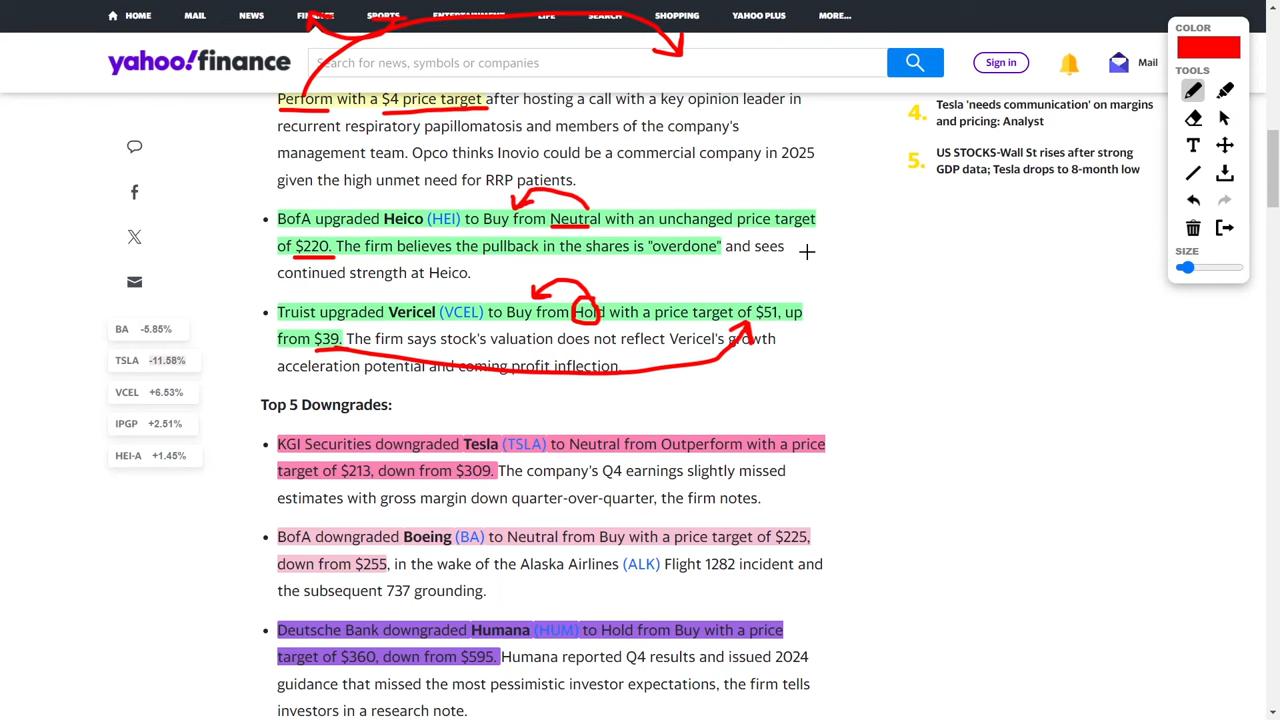 HOME MAIL NEWS FINANCE SPORTS ENTERTAINMENT LIFE SEARCH SHOPPING YAHOO PLUS MORE...
yahoo!finance Search for news, symbols or companies Sign in Mail
COLOR
TOOLS
SIZE
Perform with a $4 price target after hosting a call with a key opinion leader in
recurrent respiratory papillomatosis and members of the company's
management team. Opco thinks Inovio could be a commercial company in 2025
given the high unmet need for RRP patients.
• BofA upgraded Heico (HEI) to Buy from Neutral with an unchanged price target
of $220. The firm believes the pullback in the shares is "overdone" and sees
continued strength at Heico.
• Truist upgraded Vericel (VCEL) to Buy from Hold with a price target of $51, up
from $39. The firm says stock's valuation does not reflect Vericel's growth
acceleration potential and coming profit inflection.
Top 5 Downgrades:
• KGI Securities downgraded Tesla (TSLA) to Neutral from Outperform with a price
target of $213, down from $309. The company's Q4 earnings slightly missed
estimates with gross margin down quarter-over-quarter, the firm notes.
• BofA downgraded Boeing (BA) to Neutral from Buy with a price target of $225,
down from $255, in the wake of the Alaska Airlines (ALK) Flight 1282 incident and
the subsequent 737 grounding.
• Deutsche Bank downgraded Humana (HUM) to Hold from Buy with a price
target of $360, down from $595. Humana reported Q4 results and issued 2024
guidance that missed the most pessimistic investor expectations, the firm tells
investors in a research note.
BA -5.85%
TSLA -11.58%
VCEL +6.53%
IPGP +2.51%
HEI-A +1.45%
4. Tesla 'needs communication' on margins
and pricing: Analyst
5. US STOCKS-Wall St rises after strong
GDP data; Tesla drops to 8-month low